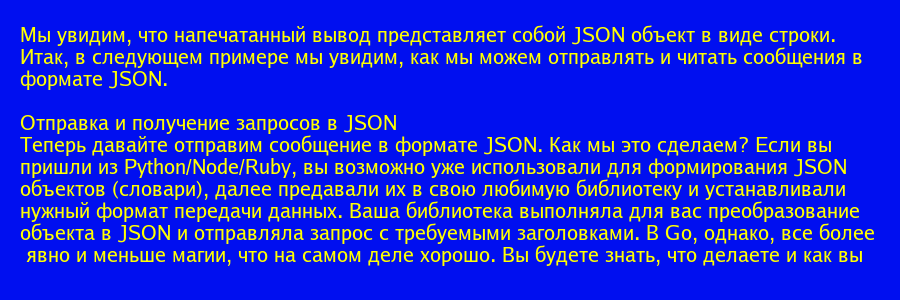 Мы увидим, что напечатанный вывод представляет собой JSON объект в виде строки.
Итак, в следующем примере мы увидим, как мы можем отправлять и читать сообщения в
формате JSON.

Отправка и получение запросов в JSON
Теперь давайте отправим сообщение в формате JSON. Как мы это сделаем? Если вы
пришли из Python/Node/Ruby, вы возможно уже использовали для формирования JSON
объектов (словари), далее предавали их в свою любимую библиотеку и устанавливали
нужный формат передачи данных. Ваша библиотека выполняла для вас преобразование
объекта в JSON и отправляла запрос с требуемыми заголовками. В Go, однако, все более
явно и меньше магии, что на самом деле хорошо. Вы будете знать, что делаете и как вы